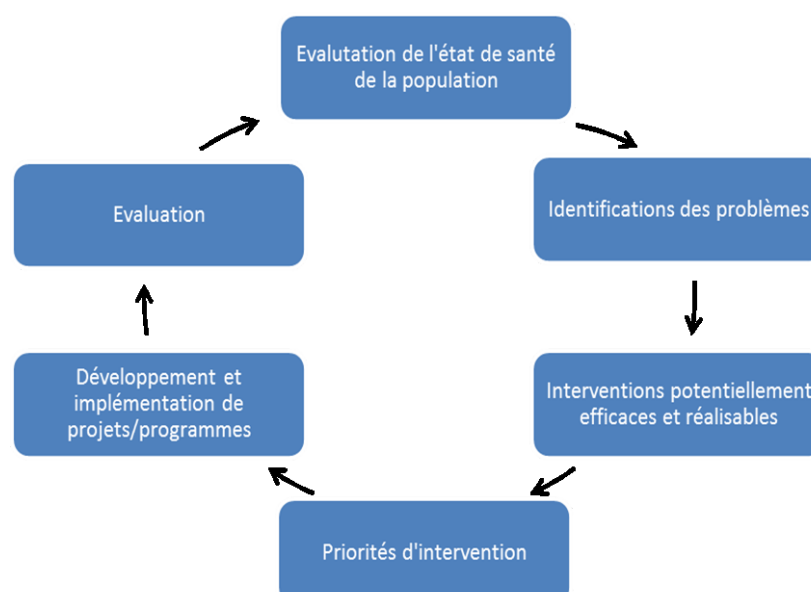 Evalutation de l'état de santé
de la population
Identifications des problèmes
Interventions potentiellement
efficaces et réalisables
Priorités d'intervention
Développement et
implémentation de
projets/programmes
Evaluation